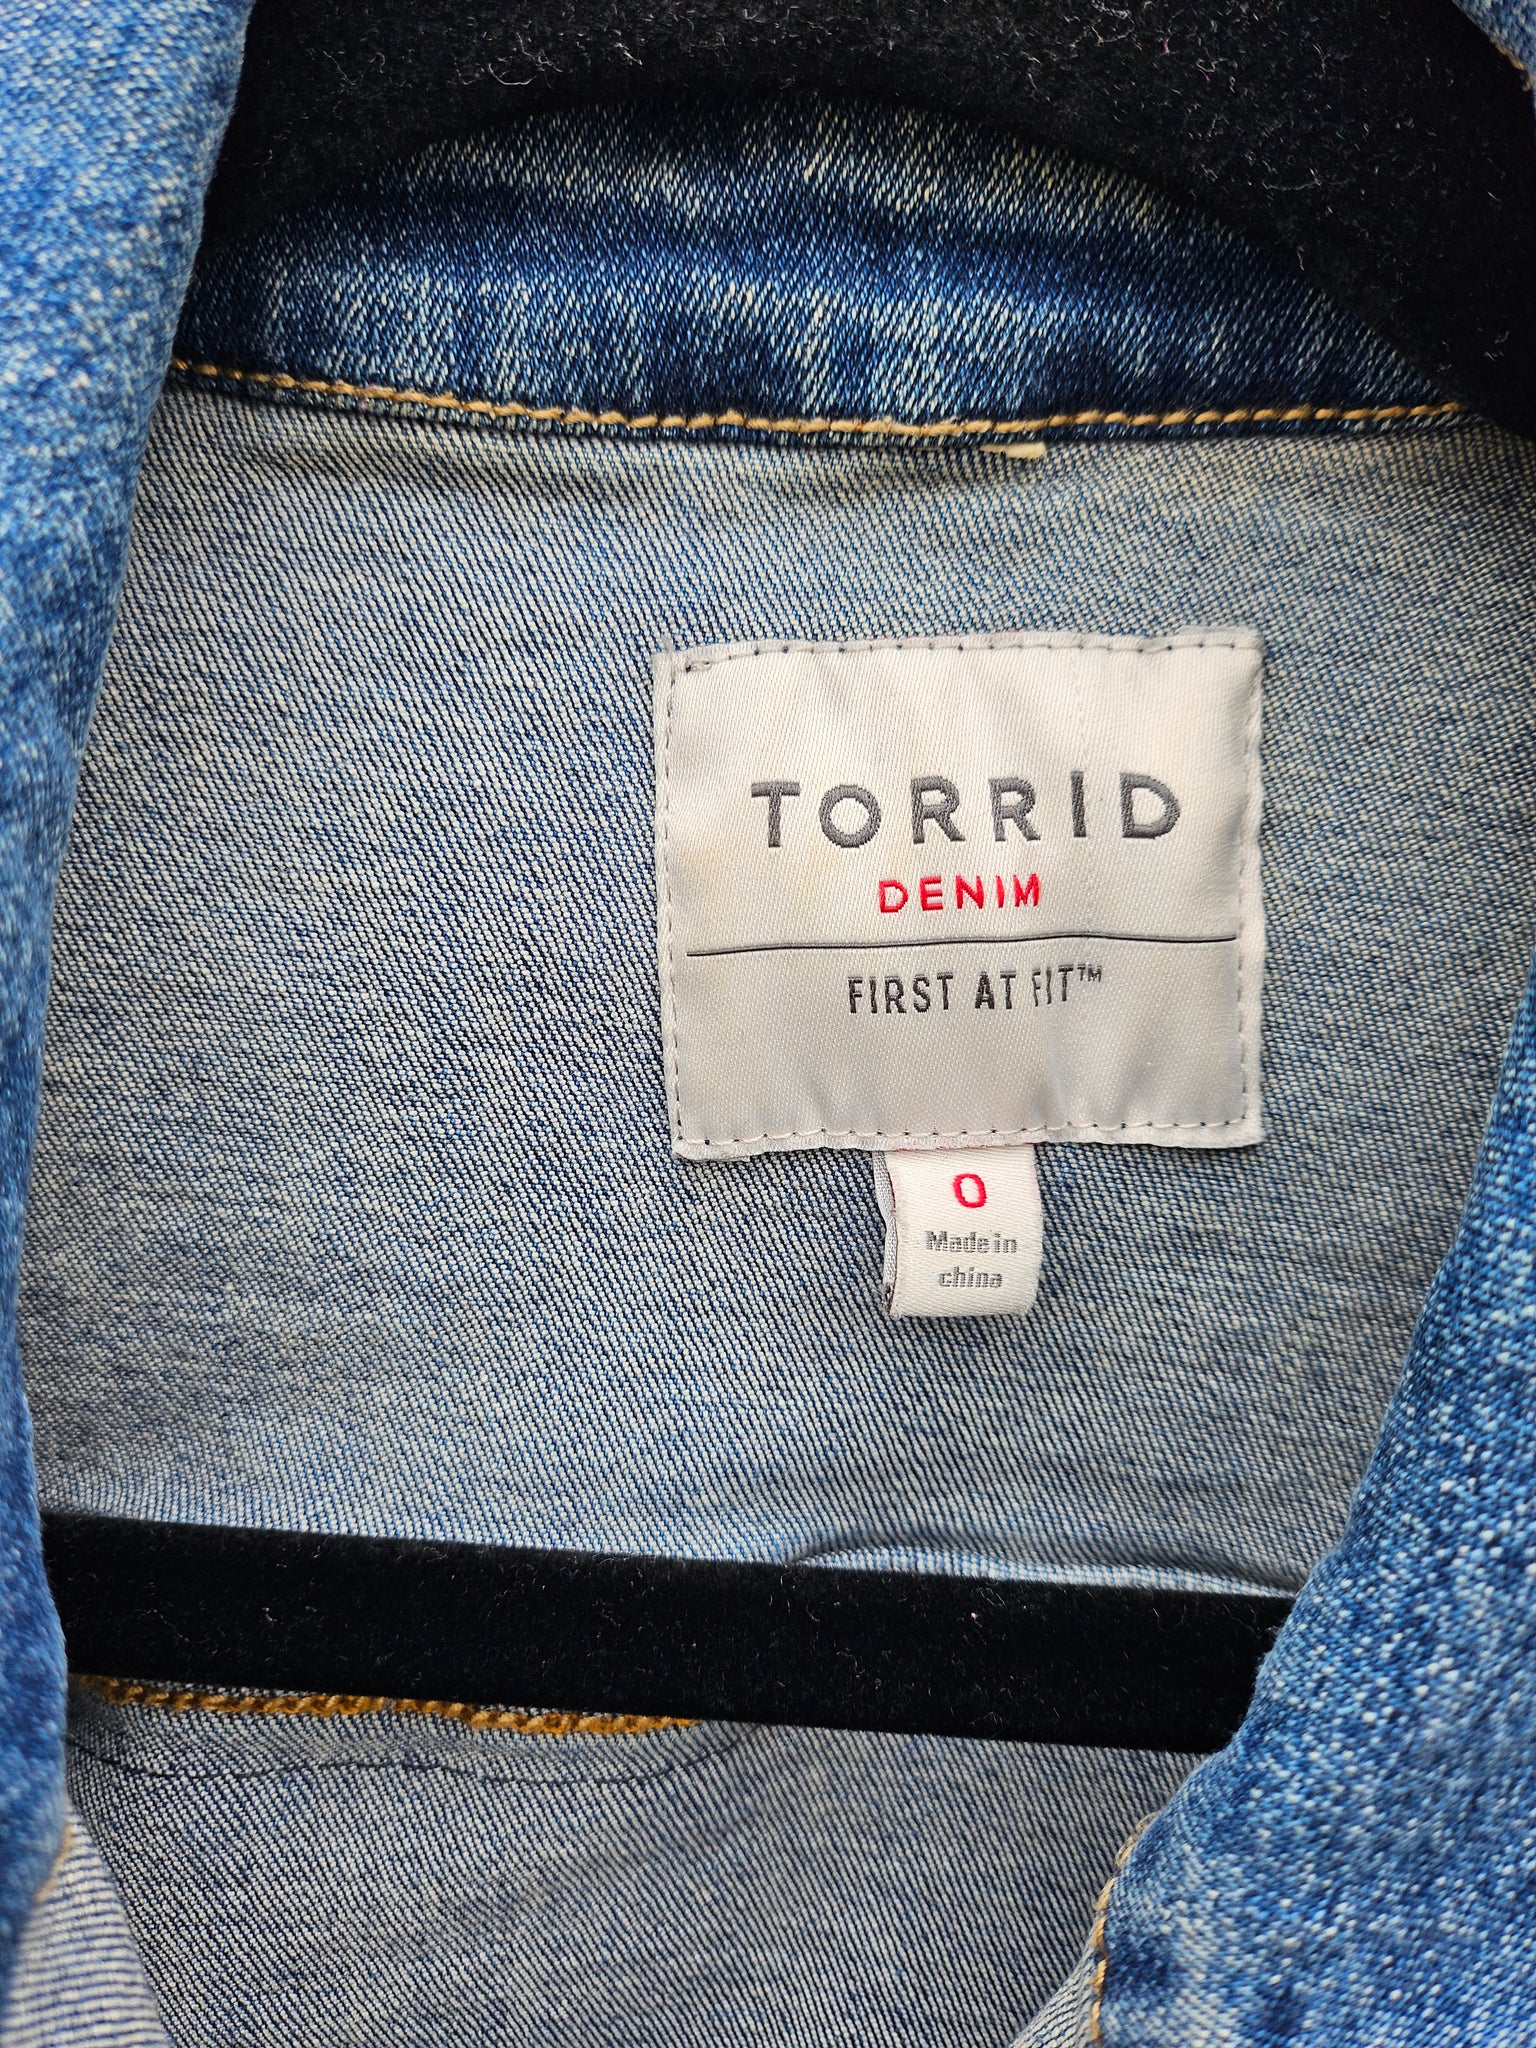 TORRID
DENIM
FIRST AT FIT™
0
Made in
china